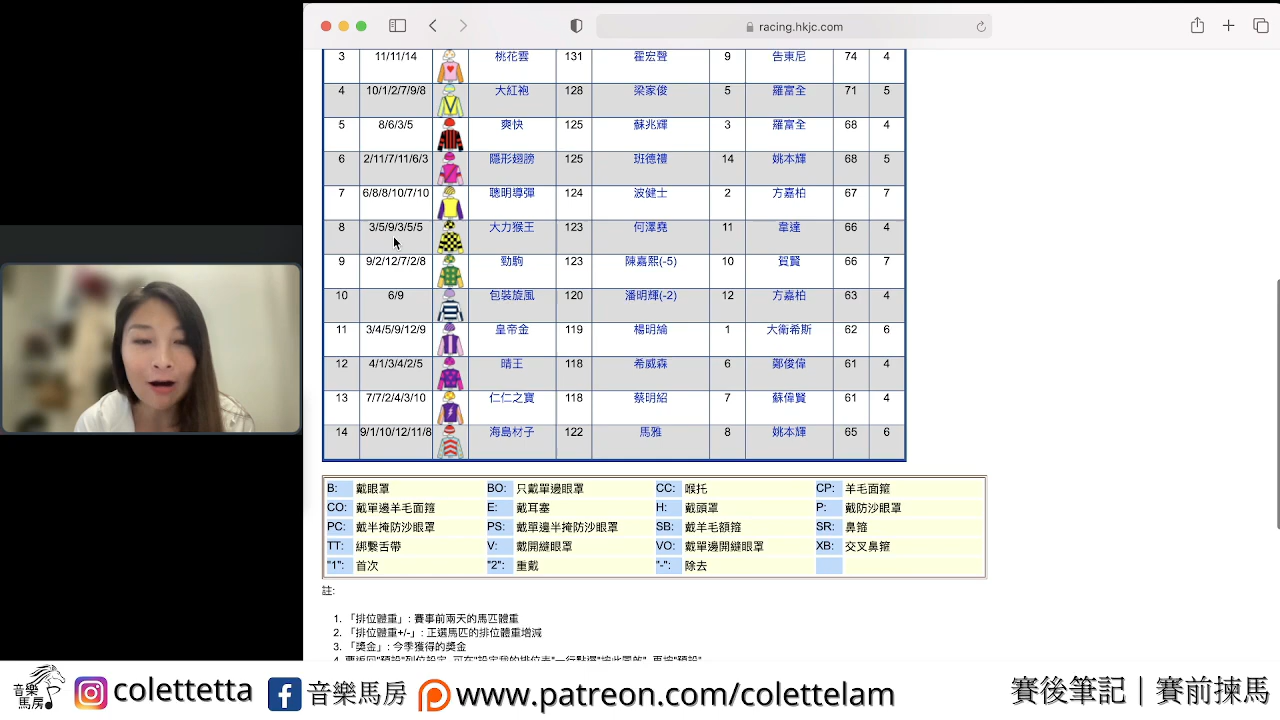 racing.hkjc.com
3 11/11/14 桃花雲 131 霍宏聲 9 告東尼 74 4
4 10/1/2/7/9/8 大紅袍 128 梁家俊 5 羅富全 71 5
5 8/6/3/5 爽快 125 蘇兆輝 3 羅富全 68 4
6 2/11/7/11/6/3 隱形翅膀 125 班德禮 14 姚本輝 68 5
7 6/8/8/10/7/10 聰明導彈 124 波健士 2 方嘉柏 67 7
8 3/5/9/3/5/5 大力猴王 123 何澤堯 11 韋達 66 4
9 9/2/12/7/2/8 勁駒 123 陳嘉熙(-5) 10 賀賢 66 7
10 6/9 包裝旋風 120 潘明輝(-2) 12 方嘉柏 63 4
11 3/4/5/9/12/9 皇帝金 119 楊明綸 1 大衛希斯 62 6
12 4/1/3/4/2/5 晴王 118 希威森 6 鄭俊偉 61 4
13 7/7/2/4/3/10 仁仁之寶 118 蔡明紹 7 蘇偉賢 61 4
14 9/1/10/12/11/8 海島材子 122 馬雅 8 姚本輝 65 6
B: 戴眼罩 BO: 只戴單邊眼罩 CC: 喉托 CP: 羊毛面箍
CO: 戴單邊羊毛面箍 E: 戴耳塞 H: 戴頭罩 P: 戴防沙眼罩
PC: 戴半掩防沙眼罩 PS: 戴單邊半掩防沙眼罩 SB: 戴羊毛額箍 SR: 鼻箍
TT: 綁繫舌帶 V: 戴開縫眼罩 VO: 戴單邊開縫眼罩 XB: 交叉鼻箍
"1": 首次 "2": 重戴 "-": 除去
註:
1. 「排位體重」: 賽事前兩天的馬匹體重
2. 「排位體重+/-」: 正選馬匹的排位體重增減
3. 「獎金」: 今季獲得的獎金
音樂馬房 colettetta 音樂馬房 www.patreon.com/colettelam 賽後筆記｜賽前揀馬